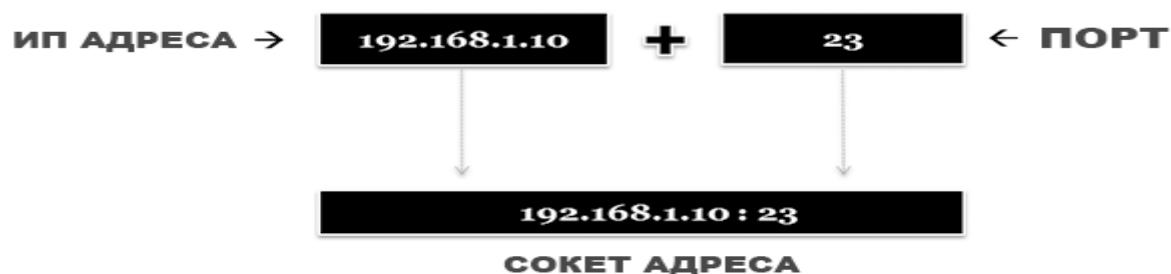 ИП АДРЕСА → 192.168.1.10 + 23 ← ПОРТ
192.168.1.10 : 23
СОКЕТ АДРЕСА